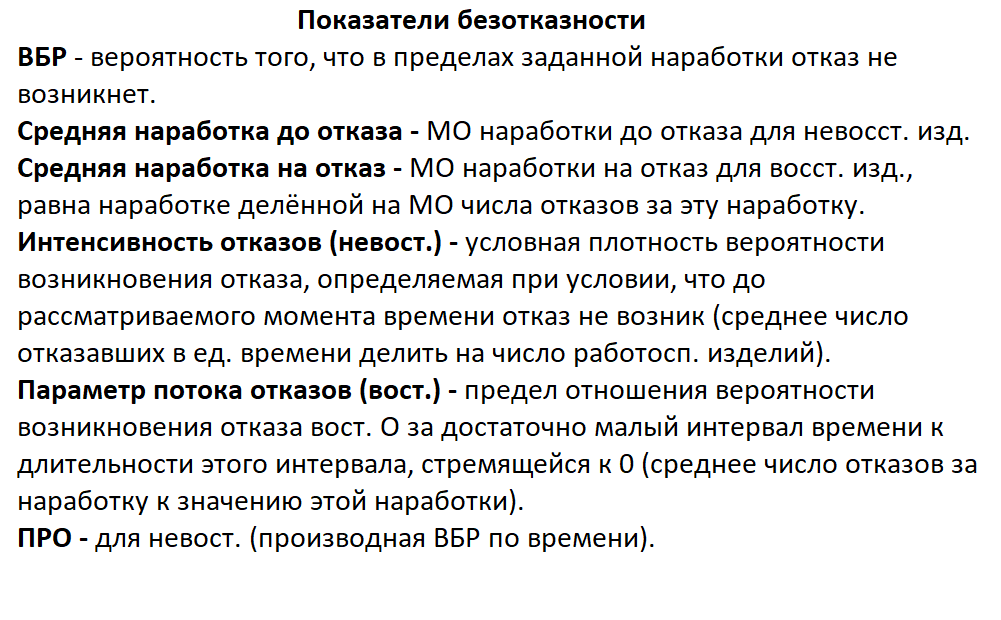 Показатели безотказности
ВБР - вероятность того, что в пределах заданной наработки отказ не
возникнет.
Средняя наработка до отказа - МО наработки до отказа для невосст. изд.
Средняя наработка на отказ - МО наработки на отказ для восст. изд.,
равна наработке делённой на МО числа отказов за эту наработку.
Интенсивность отказов (невост.) - условная плотность вероятности
возникновения отказа, определяемая при условии, что до
рассматриваемого момента времени отказ не возник (среднее число
отказавших в ед. времени делить на число работосп. изделий).
Параметр потока отказов (вост.) - предел отношения вероятности
возникновения отказа вост. О за достаточно малый интервал времени к
длительности этого интервала, стремящейся к 0 (среднее число отказов за
наработку к значению этой наработки).
ПРО - для невост. (производная ВБР по времени).